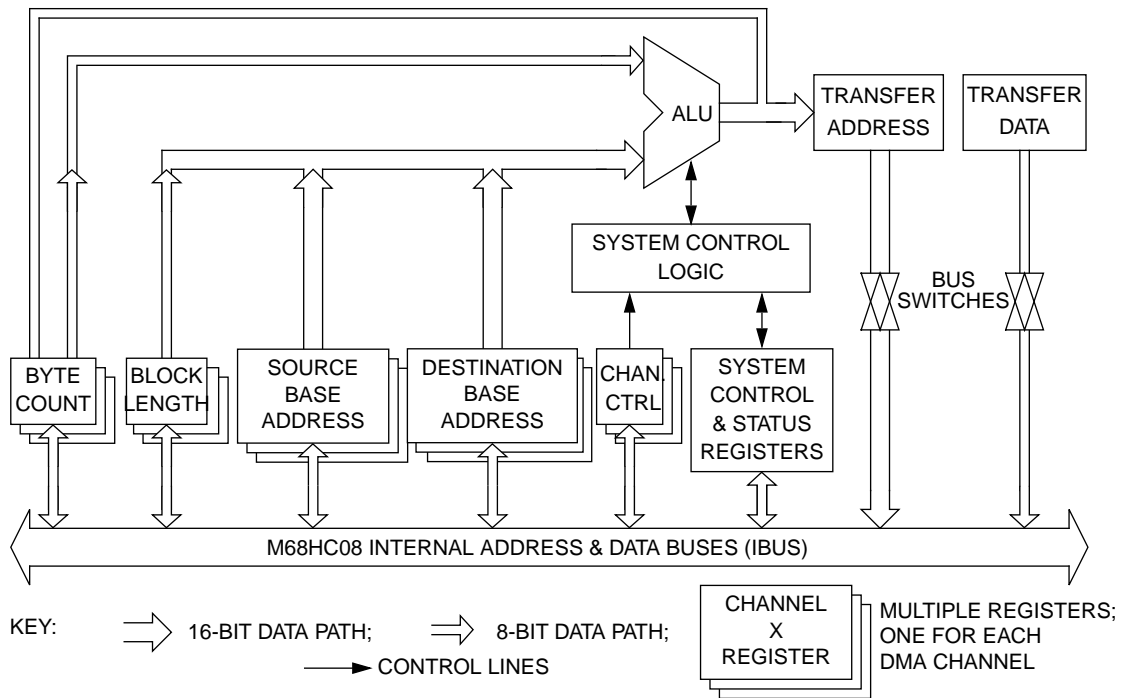 ALU
TRANSFER
ADDRESS
TRANSFER
DATA
SYSTEM CONTROL
LOGIC
BUS
SWITCHES
BYTE
COUNT
BLOCK
LENGTH
SOURCE
BASE
ADDRESS
DESTINATION
BASE
ADDRESS
CHAN.
CTRL
SYSTEM
CONTROL
& STATUS
REGISTERS
M68HC08 INTERNAL ADDRESS & DATA BUSES (IBUS)
KEY:
16-BIT DATA PATH;
8-BIT DATA PATH;
CONTROL LINES
CHANNEL
X
REGISTER
MULTIPLE REGISTERS;
ONE FOR EACH
DMA CHANNEL